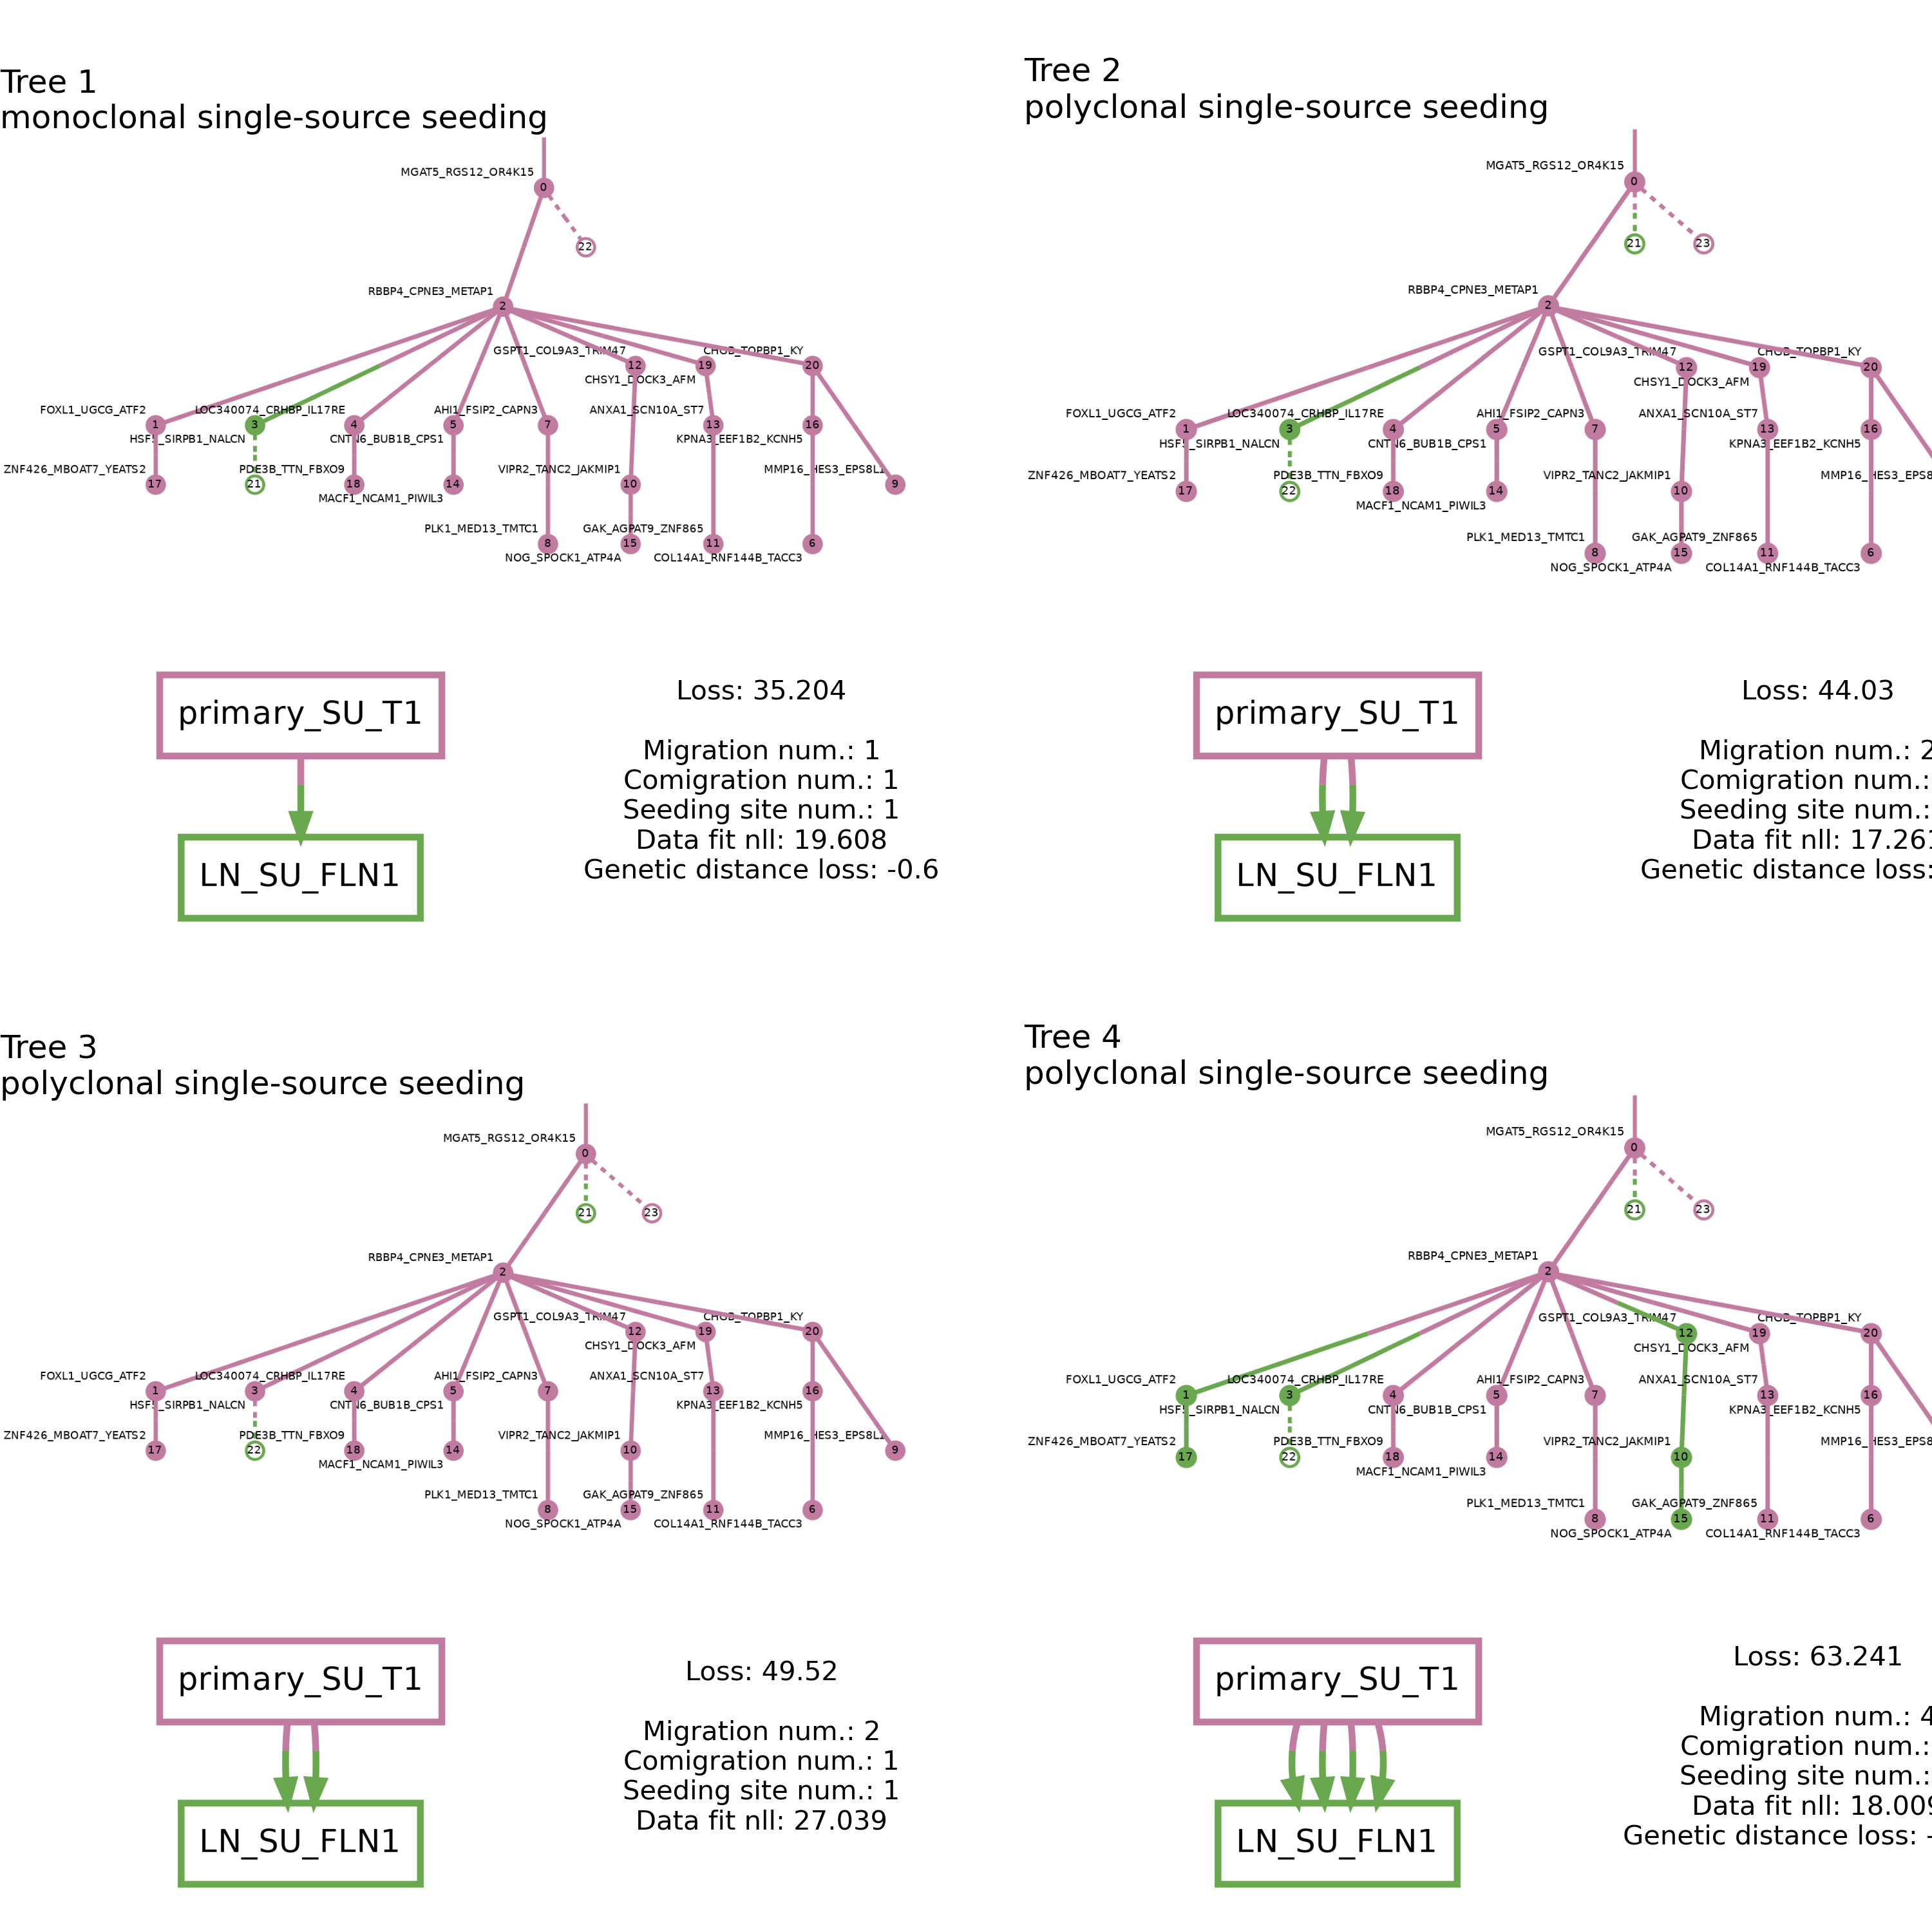 Tree 1
monoclonal single-source seeding
MGAT5_RGS12_OR4K15
0
22
RBBP4_CPNE3_METAP1
2
GSPT1_COL9A3_TRIM47
12
CHGB_TOPBP1_KY
19
20
CHSY1_DOCK3_AFM
FOXL1_UGCG_ATF2
1
LOC340074_CRHBP_IL17RE
3
4
AHI1_FSIP2_CAPN3
5
7
ANXA1_SCN10A_ST7
13
16
HSF5_SIRPB1_NALCN
CNTN6_BUB1B_CPS1
KPNA3_EEF1B2_KCNH5
ZNF426_MBOAT7_YEATS2
17
21
PDE3B_TTN_FBXO9
18
14
VIPR2_TANC2_JAKMIP1
10
MMP16_HES3_EPS8L1
9
MACF1_NCAM1_PIWIL3
PLK1_MED13_TMTC1
8
GAK_AGPAT9_ZNF865
15
11
6
NOG_SPOCK1_ATP4A
COL14A1_RNF144B_TACC3
primary_SU_T1
LN_SU_FLN1
Loss: 35.204
Migration num.: 1
Comigration num.: 1
Seeding site num.: 1
Data fit nll: 19.608
Genetic distance loss: -0.6
Tree 2
polyclonal single-source seeding
MGAT5_RGS12_OR4K15
0
21
23
RBBP4_CPNE3_METAP1
2
GSPT1_COL9A3_TRIM47
12
CHGB_TOPBP1_KY
19
20
CHSY1_DOCK3_AFM
FOXL1_UGCG_ATF2
1
LOC340074_CRHBP_IL17RE
3
4
AHI1_FSIP2_CAPN3
5
7
ANXA1_SCN10A_ST7
13
16
HSF5_SIRPB1_NALCN
CNTN6_BUB1B_CPS1
KPNA3_EEF1B2_KCNH5
ZNF426_MBOAT7_YEATS2
17
22
PDE3B_TTN_FBXO9
18
14
VIPR2_TANC2_JAKMIP1
10
MMP16_HES3_EPS8
MACF1_NCAM1_PIWIL3
PLK1_MED13_TMTC1
8
GAK_AGPAT9_ZNF865
15
11
6
NOG_SPOCK1_ATP4A
COL14A1_RNF144B_TACC3
primary_SU_T1
LN_SU_FLN1
Loss: 44.03
Migration num.: 2
Comigration num.:
Seeding site num.:
Data fit nll: 17.261
Genetic distance loss:
Tree 3
polyclonal single-source seeding
MGAT5_RGS12_OR4K15
0
21
23
RBBP4_CPNE3_METAP1
2
GSPT1_COL9A3_TRIM47
12
CHGB_TOPBP1_KY
19
20
CHSY1_DOCK3_AFM
FOXL1_UGCG_ATF2
1
LOC340074_CRHBP_IL17RE
3
4
AHI1_FSIP2_CAPN3
5
7
ANXA1_SCN10A_ST7
13
16
HSF5_SIRPB1_NALCN
CNTN6_BUB1B_CPS1
KPNA3_EEF1B2_KCNH5
ZNF426_MBOAT7_YEATS2
17
22
PDE3B_TTN_FBXO9
18
14
VIPR2_TANC2_JAKMIP1
10
MMP16_HES3_EPS8L1
9
MACF1_NCAM1_PIWIL3
PLK1_MED13_TMTC1
8
GAK_AGPAT9_ZNF865
15
11
6
NOG_SPOCK1_ATP4A
COL14A1_RNF144B_TACC3
primary_SU_T1
LN_SU_FLN1
Loss: 49.52
Migration num.: 2
Comigration num.: 1
Seeding site num.: 1
Data fit nll: 27.039
Tree 4
polyclonal single-source seeding
MGAT5_RGS12_OR4K15
0
21
23
RBBP4_CPNE3_METAP1
2
GSPT1_COL9A3_TRIM47
12
CHGB_TOPBP1_KY
19
20
CHSY1_DOCK3_AFM
FOXL1_UGCG_ATF2
1
LOC340074_CRHBP_IL17RE
3
4
AHI1_FSIP2_CAPN3
5
7
ANXA1_SCN10A_ST7
13
16
HSF5_SIRPB1_NALCN
CNTN6_BUB1B_CPS1
KPNA3_EEF1B2_KCNH5
ZNF426_MBOAT7_YEATS2
17
22
PDE3B_TTN_FBXO9
18
14
VIPR2_TANC2_JAKMIP1
10
MMP16_HES3_EPS8
MACF1_NCAM1_PIWIL3
PLK1_MED13_TMTC1
8
GAK_AGPAT9_ZNF865
15
11
6
NOG_SPOCK1_ATP4A
COL14A1_RNF144B_TACC3
primary_SU_T1
LN_SU_FLN1
Loss: 63.241
Migration num.: 4
Comigration num.:
Seeding site num.:
Data fit nll: 18.009
Genetic distance loss: -